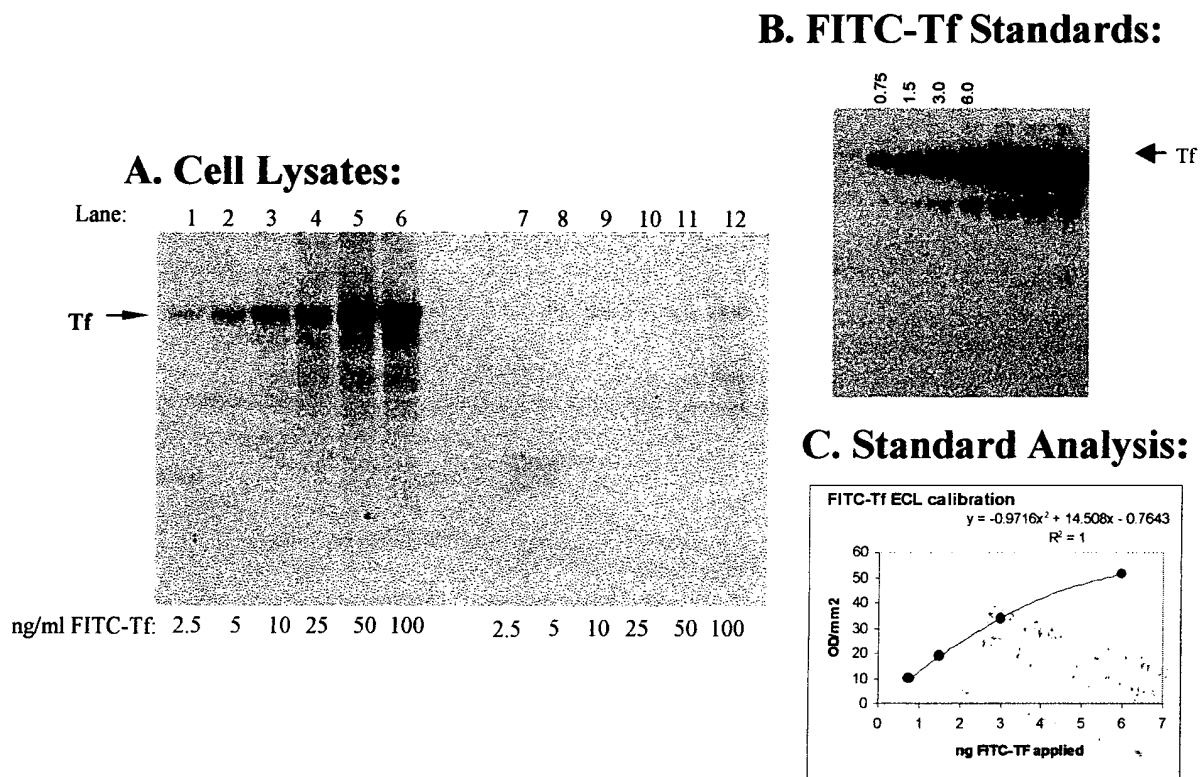 B. FITC-Tf Standards:
0.75 1.5 3.0 6.0
Tf
A. Cell Lysates:
Lane: 1 2 3 4 5 6 7 8 9 10 11 12
Tf
ng/ml FITC-Tf: 2.5 5 10 25 50 100 2.5 5 10 25 50 100
C. Standard Analysis:
FITC-Tf ECL calibration
y = -0.9716x² + 14.508x - 0.7643
R² = 1
60
50
40
30
20
10
0
OD/mm2
0 1 2 3 4 5 6 7
ng FITC-TF applied